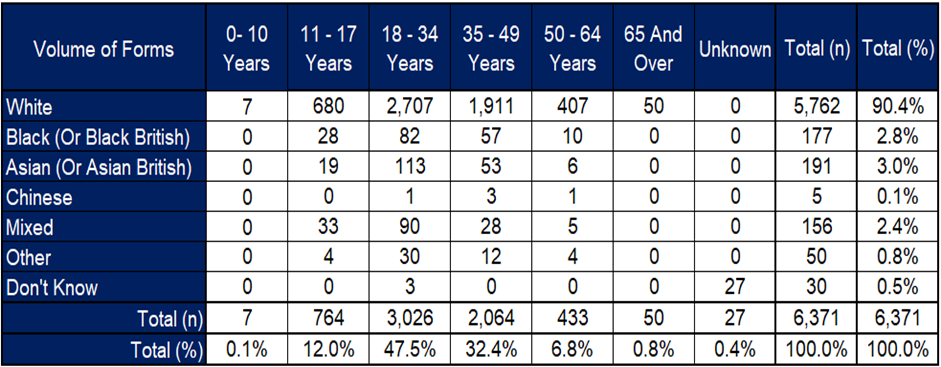 Volume of Forms 0- 10 Years 11 - 17 Years 18 - 34 Years 35 - 49 Years 50 - 64 Years 65 And Over Unknown Total (n) Total (%)
White 7 680 2,707 1,911 407 50 0 5,762 90.4%
Black (Or Black British) 0 28 82 57 10 0 0 177 2.8%
Asian (Or Asian British) 0 19 113 53 6 0 0 191 3.0%
Chinese 0 0 1 3 1 0 0 5 0.1%
Mixed 0 33 90 28 5 0 0 156 2.4%
Other 0 4 30 12 4 0 0 50 0.8%
Don't Know 0 0 3 0 0 0 27 30 0.5%
Total (n) 7 764 3,026 2,064 433 50 27 6,371 6,371
Total (%) 0.1% 12.0% 47.5% 32.4% 6.8% 0.8% 0.4% 100.0% 100.0%